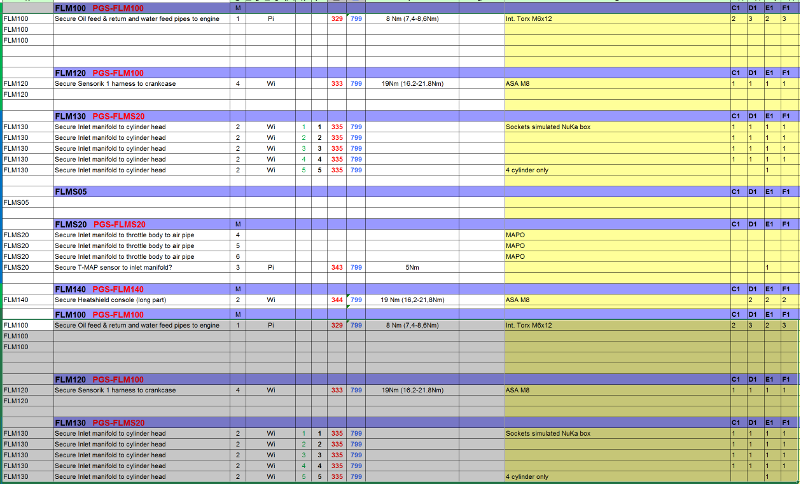 FLM100 PGS-FLM100 M C1 D1 E1 F1
FLM100 Secure Oil feed & return and water feed pipes to engine 1 Pi 329 799 8 Nm (7,4-8,6Nm) Int. Torx M6x12 2 3 2 3
FLM100
FLM100
FLM120 PGS-FLM100 C1 D1 E1 F1
FLM120 Secure Sensorik 1 harness to crankcase 4 Wi 333 799 19Nm (16.2-21.8Nm) ASA M8 1 1 1 1
FLM120
FLM130 PGS-FLMS20 C1 D1 E1 F1
FLM130 Secure Inlet manifold to cylinder head 2 Wi 1 1 335 799 Sockets simulated NuKa box 1 1 1 1
FLM130 Secure Inlet manifold to cylinder head 2 Wi 2 2 335 799 1 1 1 1
FLM130 Secure Inlet manifold to cylinder head 2 Wi 3 3 335 799 1 1 1 1
FLM130 Secure Inlet manifold to cylinder head 2 Wi 4 4 335 799 1 1 1 1
FLM130 Secure Inlet manifold to cylinder head 2 Wi 5 5 335 799 4 cylinder only 1
FLMS05 C1 D1 E1 F1
FLMS05
FLMS20 PGS-FLMS20 M C1 D1 E1 F1
FLMS20 Secure Inlet manifold to throttle body to air pipe 4 MAPO
FLMS20 Secure Inlet manifold to throttle body to air pipe 5 MAPO
FLMS20 Secure Inlet manifold to throttle body to air pipe 6 MAPO
FLMS20 Secure T-MAP sensor to inlet manifold? 3 Pi 343 799 5Nm 1
FLM140 PGS-FLM140 M C1 D1 E1 F1
FLM140 Secure Heatshield console (long part) 2 Wi 344 799 19 Nm (16,2-21,8Nm) ASA M8 2 2 2
FLM100 PGS-FLM100 M C1 D1 E1 F1
FLM100 Secure Oil feed & return and water feed pipes to engine 1 Pi 329 799 8 Nm (7,4-8,6Nm) Int. Torx M6x12 2 3 2 3
FLM100
FLM100
FLM120 PGS-FLM100 C1 D1 E1 F1
FLM120 Secure Sensorik 1 harness to crankcase 4 Wi 333 799 19Nm (16.2-21.8Nm) ASA M8 1 1 1 1
FLM120
FLM130 PGS-FLMS20 C1 D1 E1 F1
FLM130 Secure Inlet manifold to cylinder head 2 Wi 1 1 335 799 Sockets simulated NuKa box 1 1 1 1
FLM130 Secure Inlet manifold to cylinder head 2 Wi 2 2 335 799 1 1 1 1
FLM130 Secure Inlet manifold to cylinder head 2 Wi 3 3 335 799 1 1 1 1
FLM130 Secure Inlet manifold to cylinder head 2 Wi 4 4 335 799 1 1 1 1
FLM130 Secure Inlet manifold to cylinder head 2 Wi 5 5 335 799 4 cylinder only 1